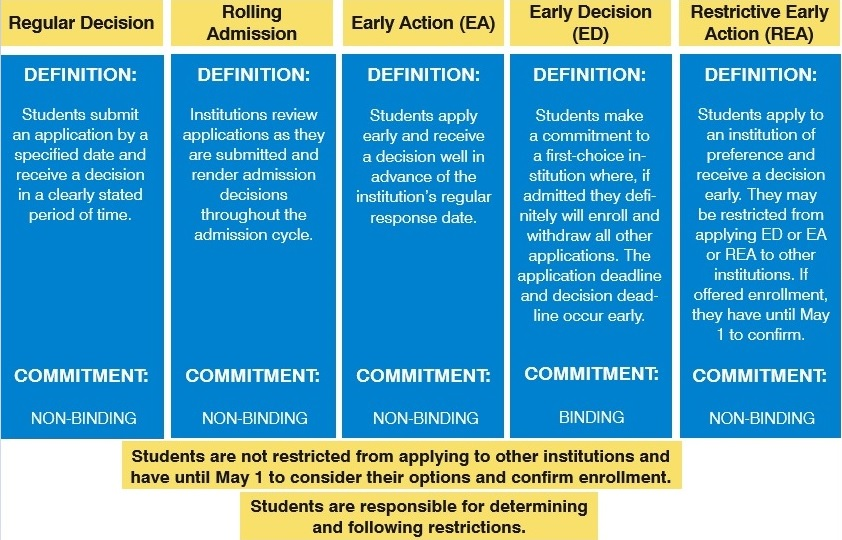 Regular Decision
DEFINITION:
Students submit
an application by a
specified date and
receive a decision
in a clearly stated
period of time.
COMMITMENT:
NON-BINDING
Rolling
Admission
DEFINITION:
Institutions review
applications as they
are submitted and
render admission
decisions
throughout the
admission cycle.
COMMITMENT:
NON-BINDING
Early Action (EA)
DEFINITION:
Students apply
early and receive
a decision well in
advance of the
institution's regular
response date.
COMMITMENT:
NON-BINDING
Early Decision
(ED)
DEFINITION:
Students make
a commitment to
a first-choice in-
stitution where, if
admitted they defi-
nitely will enroll and
withdraw all other
applications. The
application deadline
and decision dead-
line occur early.
COMMITMENT:
BINDING
Restrictive Early
Action (REA)
DEFINITION:
Students apply to
an institution of
preference and
receive a decision
early. They may
be restricted from
applying ED or EA
or REA to other
institutions. If
offered enrollment,
they have until May
1 to confirm.
COMMITMENT:
NON-BINDING
Students are not restricted from applying to other institutions and
have until May 1 to consider their options and confirm enrollment.
Students are responsible for determining
and following restrictions.